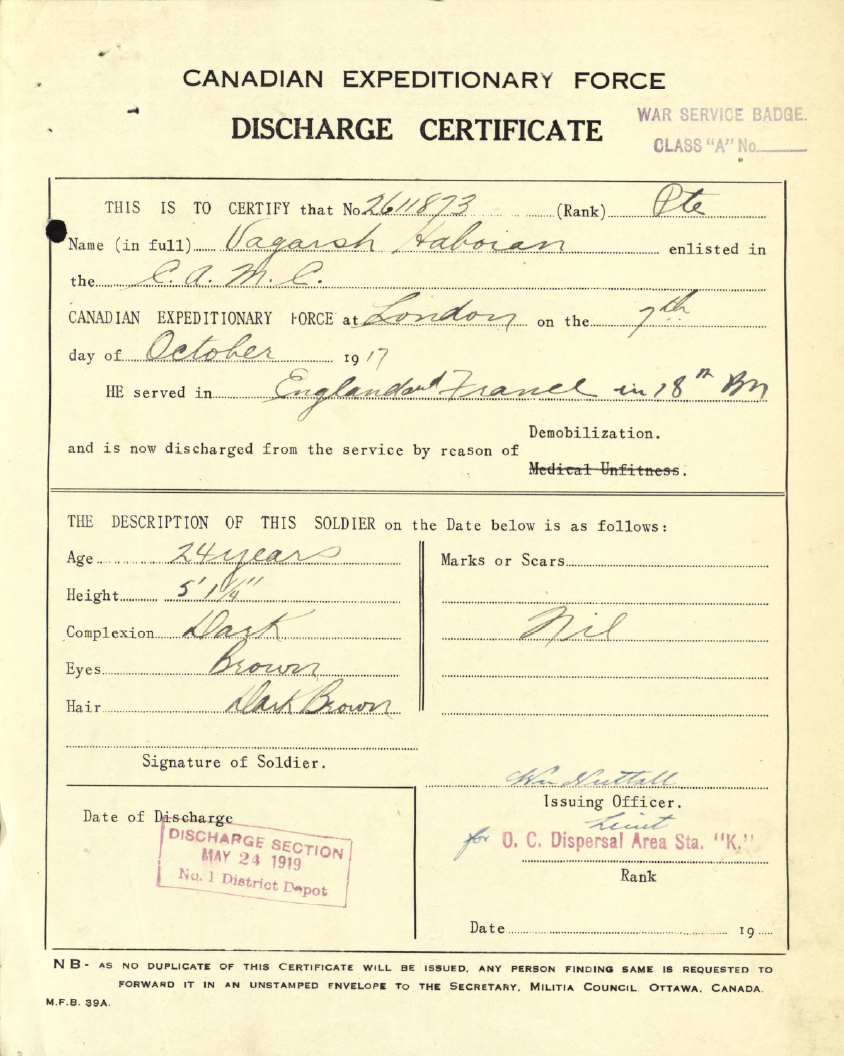 CANADIAN EXPEDITIONARY FORCE
DISCHARGE CERTIFICATE
WAR SERVICE BADGE.
CLASS "A" No
THIS IS TO CERTIFY that No 2611873 (Rank) Pte
Name (in full) Vagarsh Haboian enlisted in
the C.A.M.C.
CANADIAN EXPEDITIONARY FORCE at London on the 7th
day of October 1917
HE served in England and France in 18th Bn
Demobilization.
and is now discharged from the service by reason of
Medical Unfitness.
THE DESCRIPTION OF THIS SOLDIER on the Date below is as follows:
Age 24 years
Height 5' 1¼"
Complexion Dark
Eyes Brown
Hair Dark Brown
Marks or Scars
Nil
Signature of Soldier.
Wm Nuttall
Issuing Officer.
Lieut
for O. C. Dispersal Area Sta. "K."
Rank
Date of Discharge
DISCHARGE SECTION
MAY 24 1919
No. 1 District Depot
Date 19
NB- AS NO DUPLICATE OF THIS CERTIFICATE WILL BE ISSUED, ANY PERSON FINDING SAME IS REQUESTED TO
FORWARD IT IN AN UNSTAMPED ENVELOPE TO THE SECRETARY, MILITIA COUNCIL OTTAWA, CANADA.
M.F.B. 39A.